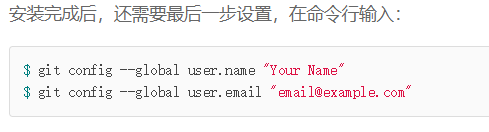 安装完成后，还需要最后一步设置，在命令行输入：
$ git config --global user.name "Your Name"
$ git config --global user.email "email@example.com"